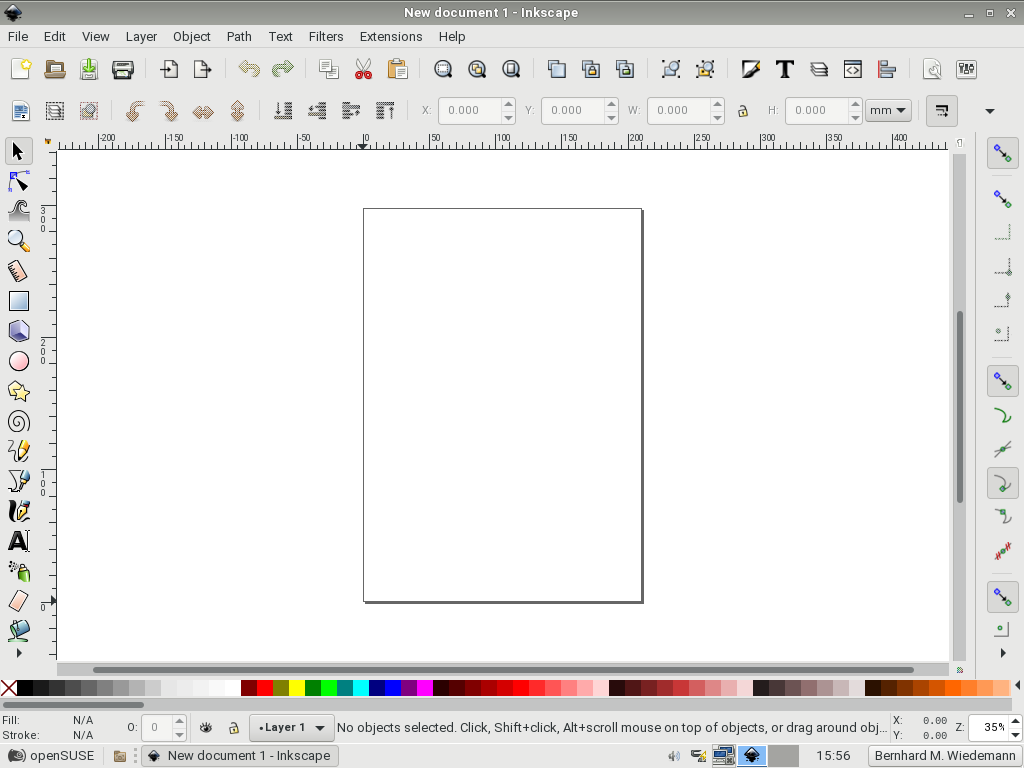 New document 1 - Inkscape
File Edit View Layer Object Path Text Filters Extensions Help
X: 0.000 Y: 0.000 W: 0.000 H: 0.000 mm
-200 -150 -100 -50 0 50 100 150 200 250 300 350 400
300
200
100
0
Fill: N/A
Stroke: N/A
O: 0
•Layer 1
No objects selected. Click, Shift+click, Alt+scroll mouse on top of objects, or drag around obj...
X: 0.00
Y: 0.00
Z: 35%
openSUSE
New document 1 - Inkscape
15:56
Bernhard M. Wiedemann